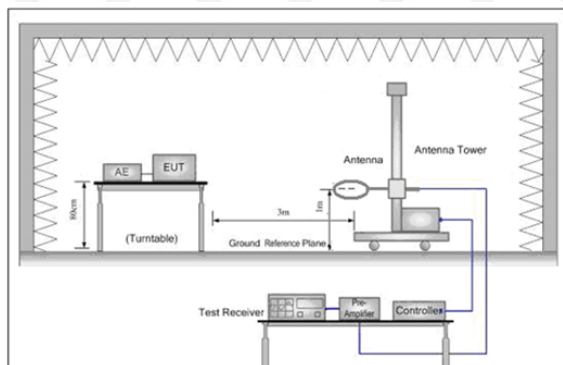 Antenna
Antenna Tower
AE
EUT
80cm
(Turntable)
3m
1m
Ground Reference Plane
Test Receiver
Pre-
Amplifier
Controller